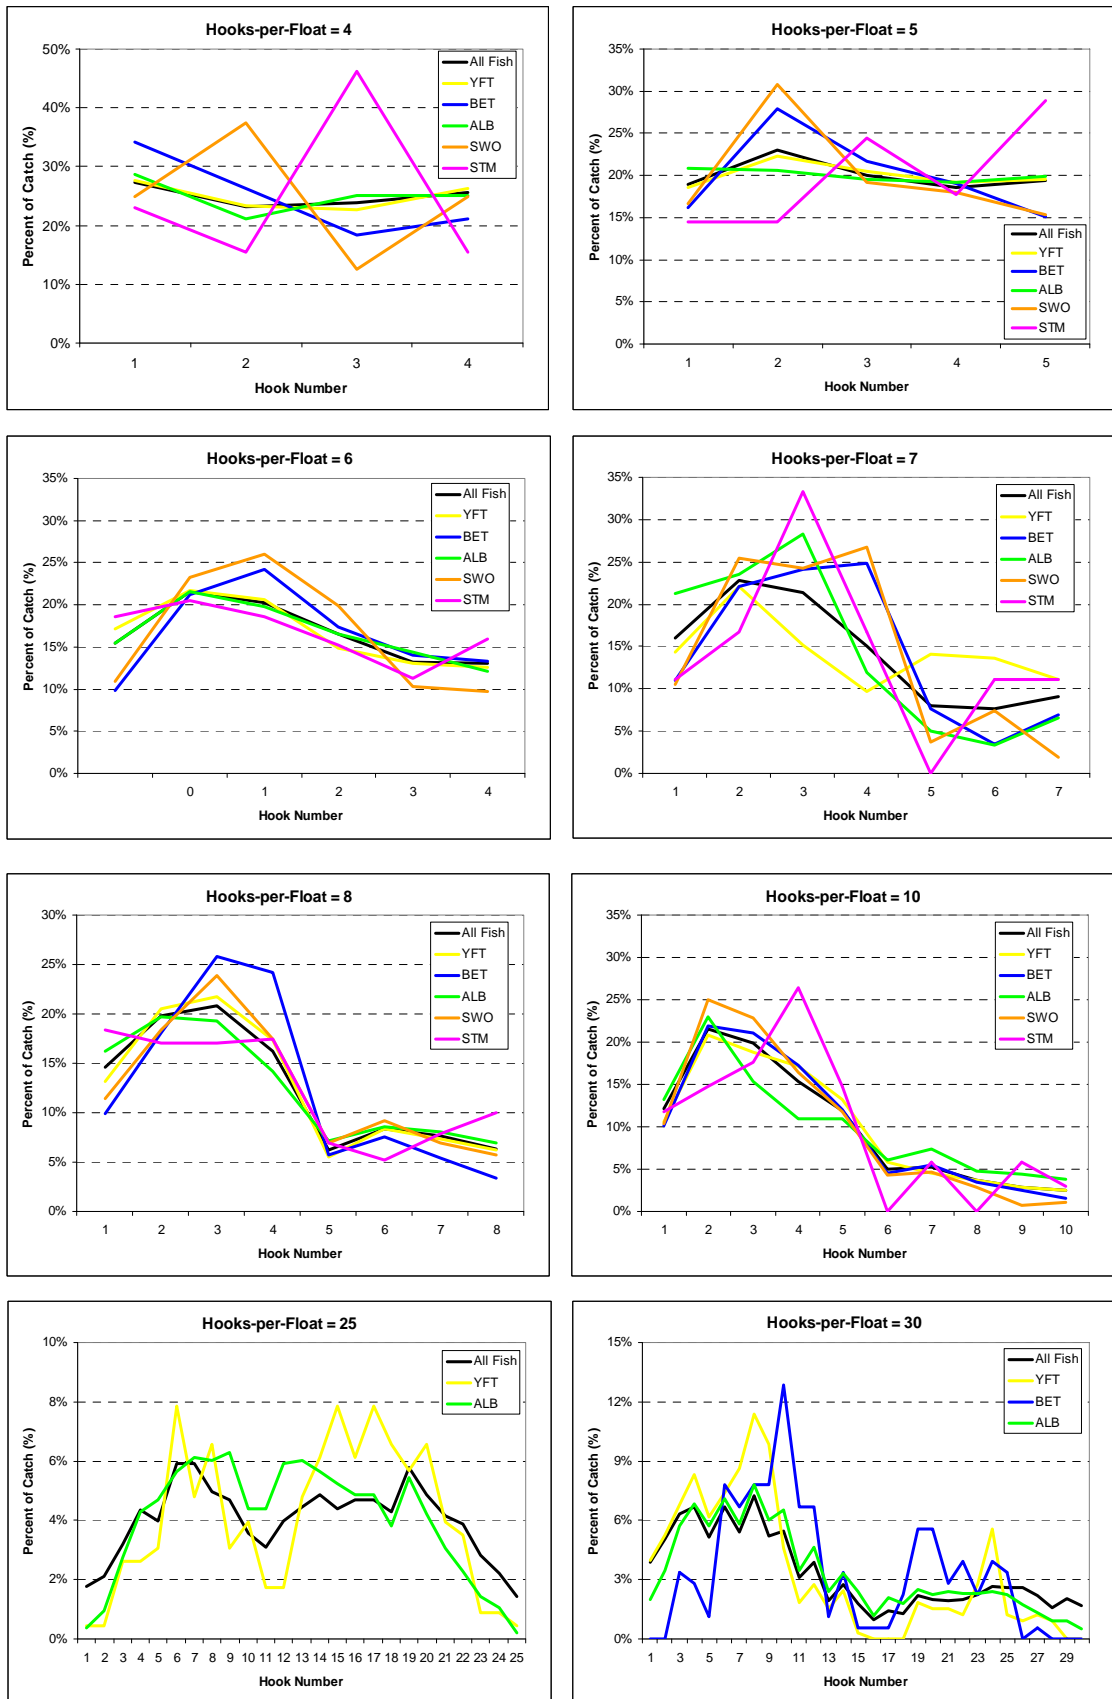 Hooks-per-Float = 4
50%
40%
30%
20%
10%
0%
Percent of Catch (%)
All Fish
YFT
BET
ALB
SWO
STM
1 2 3 4
Hook Number
Hooks-per-Float = 5
35%
30%
25%
20%
15%
10%
5%
0%
Percent of Catch (%)
All Fish
YFT
BET
ALB
SWO
STM
1 2 3 4 5
Hook Number
Hooks-per-Float = 6
35%
30%
25%
20%
15%
10%
5%
0%
Percent of Catch (%)
All Fish
YFT
BET
ALB
SWO
STM
0 1 2 3 4
Hook Number
Hooks-per-Float = 7
35%
30%
25%
20%
15%
10%
5%
0%
Percent of Catch (%)
All Fish
YFT
BET
ALB
SWO
STM
1 2 3 4 5 6 7
Hook Number
Hooks-per-Float = 8
30%
25%
20%
15%
10%
5%
0%
Percent of Catch (%)
All Fish
YFT
BET
ALB
SWO
STM
1 2 3 4 5 6 7 8
Hook Number
Hooks-per-Float = 10
35%
30%
25%
20%
15%
10%
5%
0%
Percent of Catch (%)
All Fish
YFT
BET
ALB
SWO
STM
1 2 3 4 5 6 7 8 9 10
Hook Number
Hooks-per-Float = 25
10%
8%
6%
4%
2%
0%
Percent of Catch (%)
All Fish
YFT
ALB
1 2 3 4 5 6 7 8 9 10 11 12 13 14 15 16 17 18 19 20 21 22 23 24 25
Hook Number
Hooks-per-Float = 30
15%
12%
9%
6%
3%
0%
Percent of Catch (%)
All Fish
YFT
BET
ALB
1 3 5 7 9 11 13 15 17 19 21 23 25 27 29
Hook Number